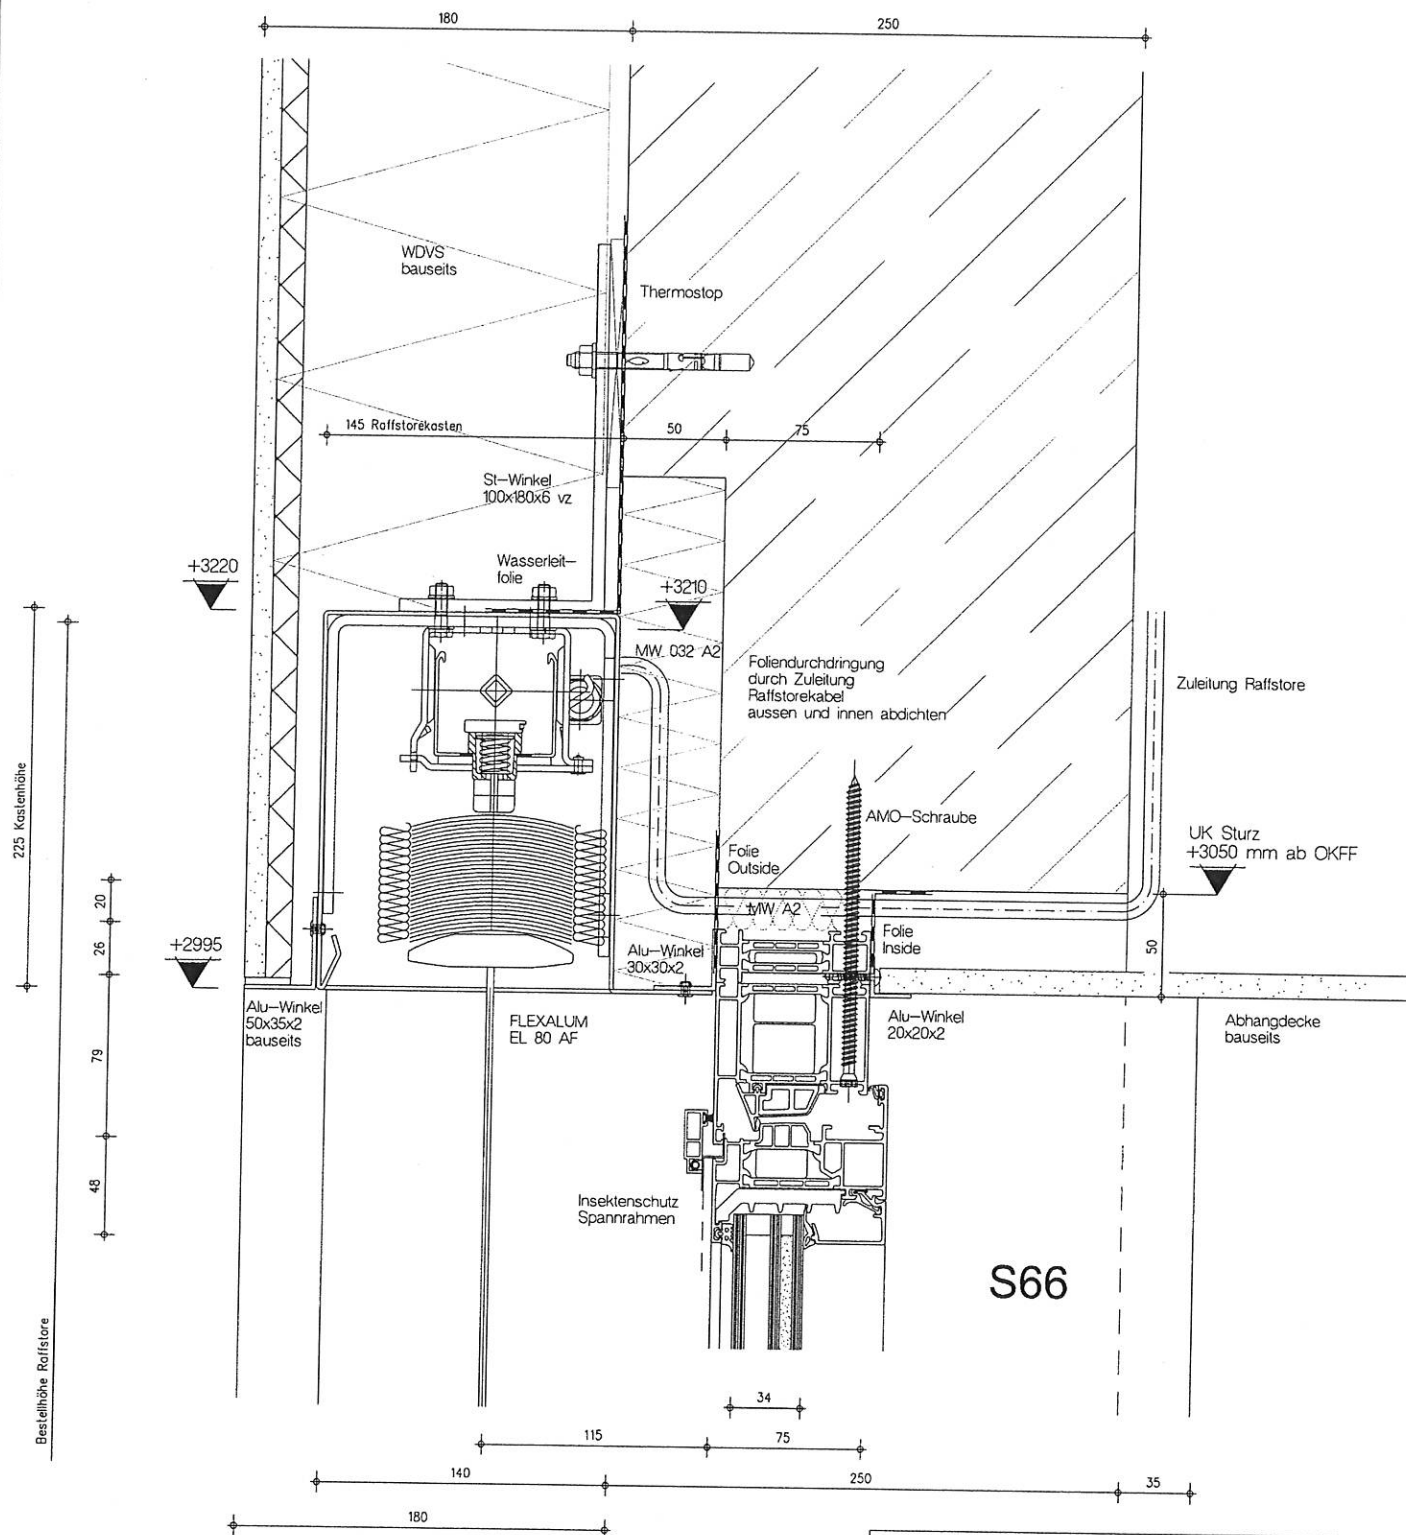 180
250
WDVS
bauseits
Thermostop
145 Raffstorekasten
50
75
St-Winkel
100x180x6 vz
Wasserleit-
folie
+3220
+3210
MW 032 A2
Foliendurchdringung
durch Zuleitung
Raffstorekabel
aussen und innen abdichten
Zuleitung Raffstore
225 Kastenhöhe
AMO-Schraube
UK Sturz
+3050 mm ab OKFF
Folie
Outside
20
MW A2
26
+2995
Folie
Inside
50
Alu-Winkel
30x30x2
Alu-Winkel
50x35x2
bauseits
FLEXALUM
EL 80 AF
Alu-Winkel
20x20x2
Abhangdecke
bauseits
79
48
Insektenschutz
Spannrahmen
S66
Bestellhöhe Raffstore
34
115
75
140
250
35
180